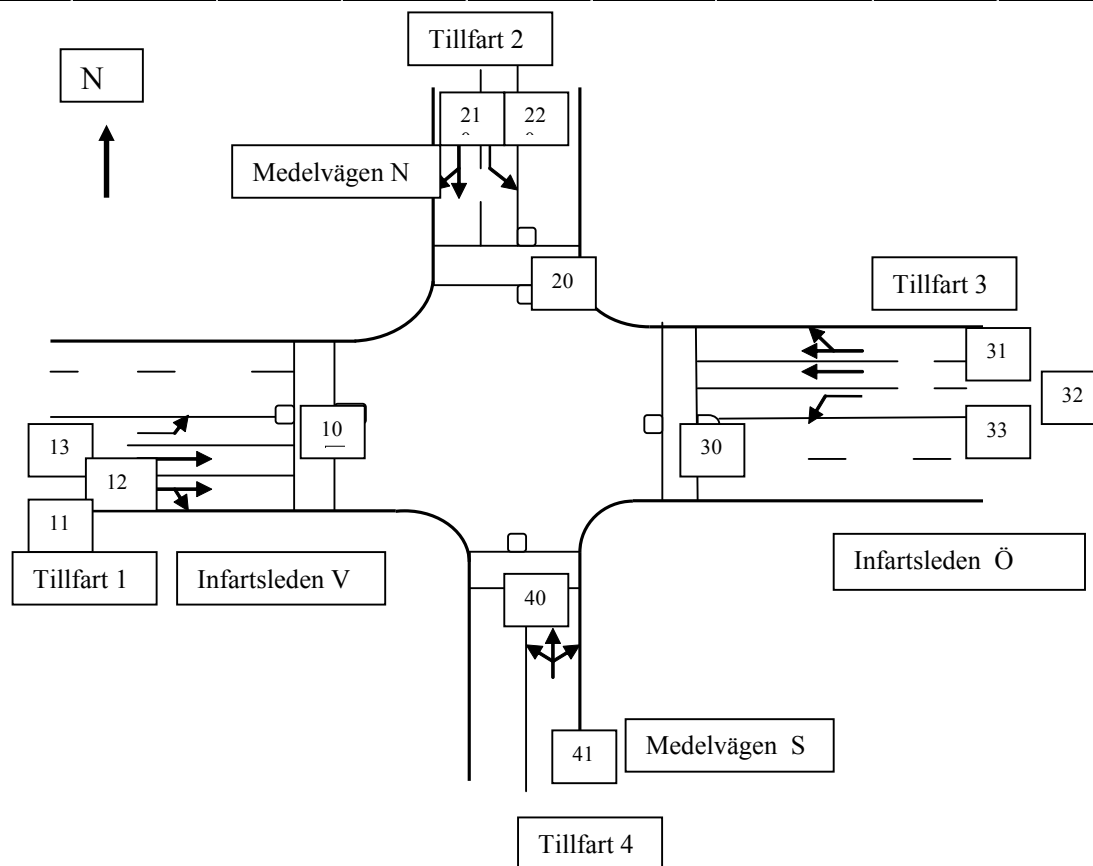 Tillfart 2
N
21
22
Medelvägen N
20
Tillfart 3
31
32
33
30
10
13
12
11
Tillfart 1
Infartsleden V
Infartsleden Ö
40
41
Medelvägen S
Tillfart 4